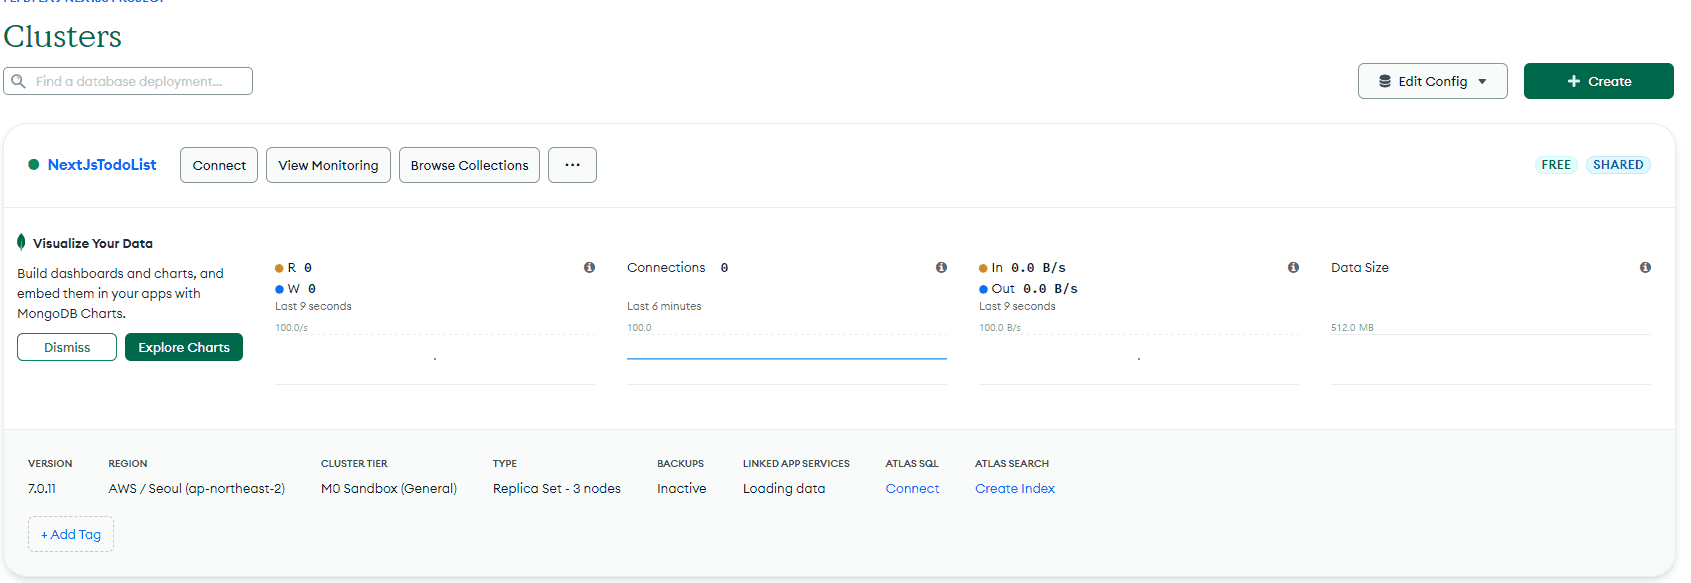 Clusters
Find a database deployment...
Edit Config
+ Create
NextJsTodoList
Connect
View Monitoring
Browse Collections
...
FREE
SHARED
Visualize Your Data
Build dashboards and charts, and
embed them in your apps with
MongoDB Charts.
Dismiss
Explore Charts
R 0
W 0
Last 9 seconds
100.0/s
Connections 0
Last 6 minutes
100.0
In 0.0 B/s
Out 0.0 B/s
Last 9 seconds
100.0 B/s
Data Size
512.0 MB
VERSION
7.0.11
REGION
AWS / Seoul (ap-northeast-2)
CLUSTER TIER
M0 Sandbox (General)
TYPE
Replica Set - 3 nodes
BACKUPS
Inactive
LINKED APP SERVICES
Loading data
ATLAS SQL
Connect
ATLAS SEARCH
Create Index
+ Add Tag